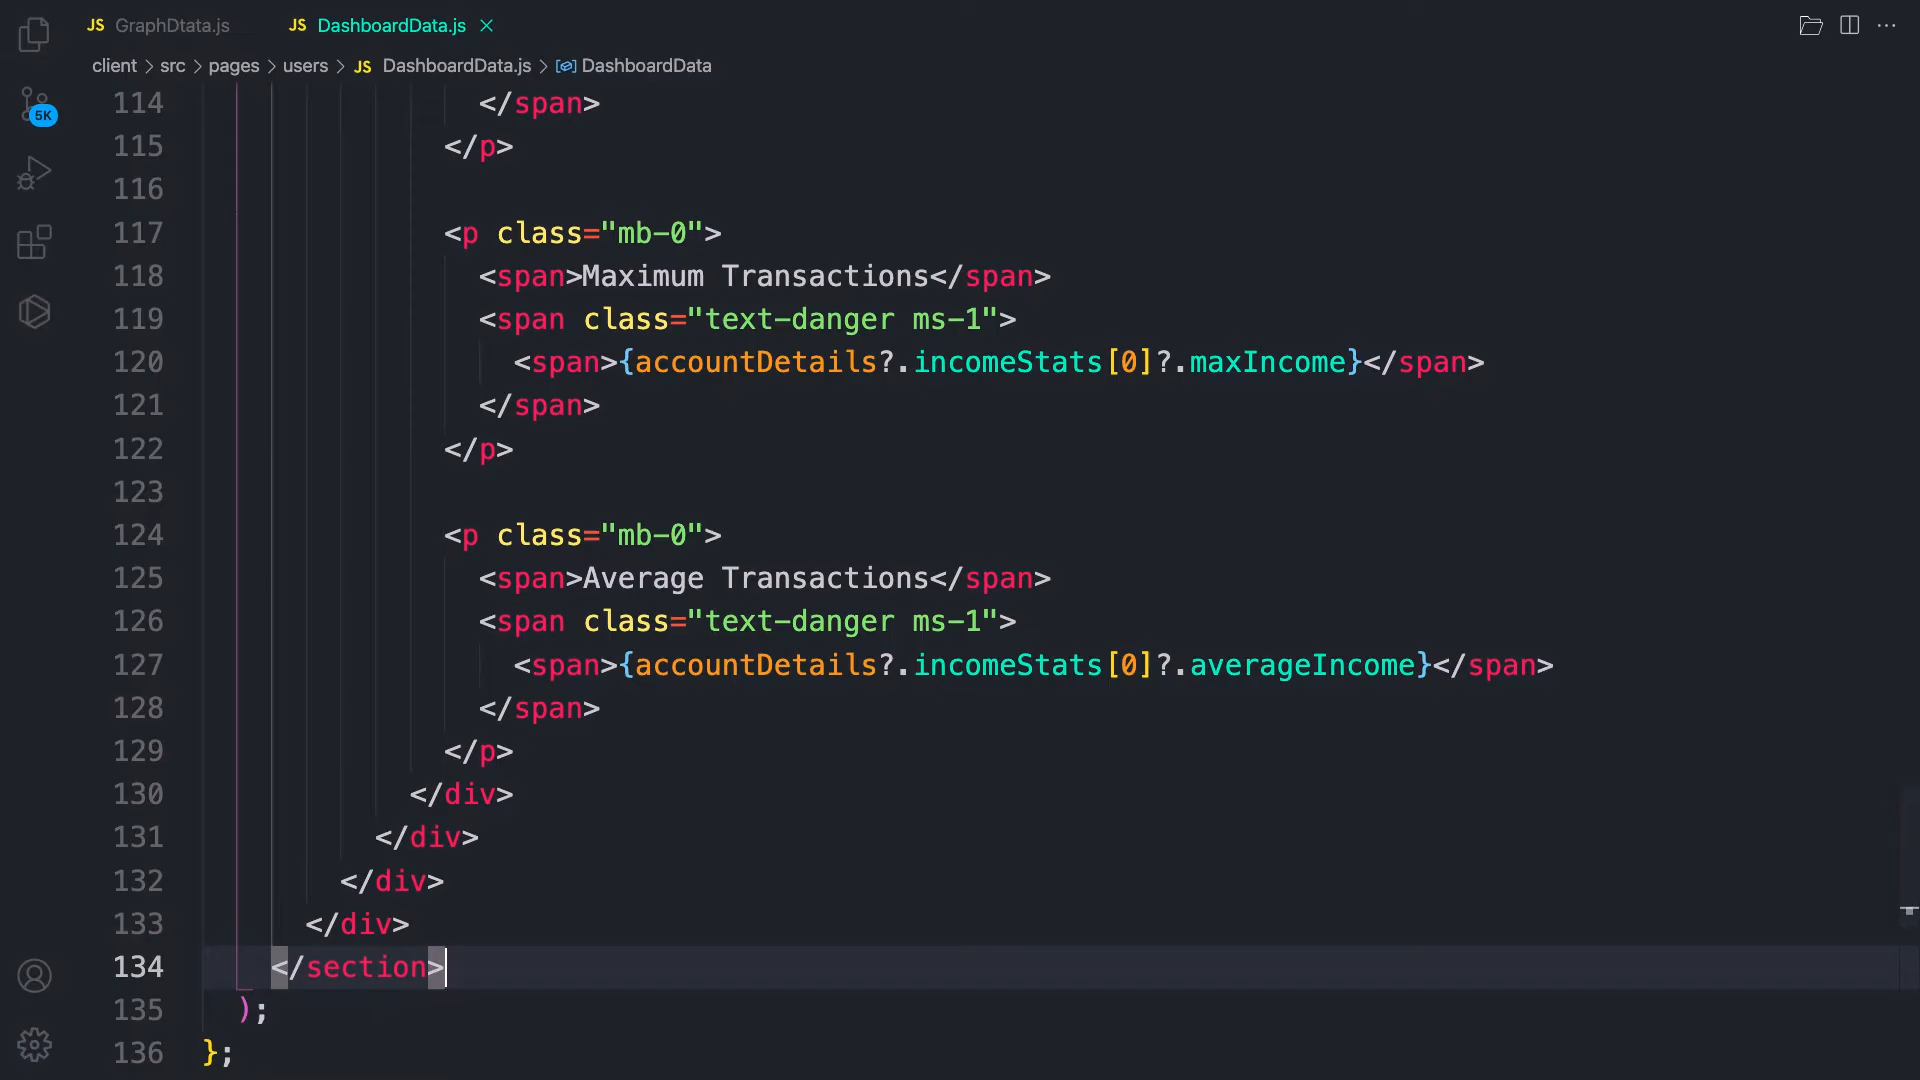 JS GraphDtata.js JS DashboardData.js
client > src > pages > users > JS DashboardData.js > DashboardData
5K
114 </span>
115 </p>
116
117 <p class="mb-0">
118 <span>Maximum Transactions</span>
119 <span class="text-danger ms-1">
120 <span>{accountDetails?.incomeStats[0]?.maxIncome}</span>
121 </span>
122 </p>
123
124 <p class="mb-0">
125 <span>Average Transactions</span>
126 <span class="text-danger ms-1">
127 <span>{accountDetails?.incomeStats[0]?.averageIncome}</span>
128 </span>
129 </p>
130 </div>
131 </div>
132 </div>
133 </div>
134 </section>
135 );
136 };